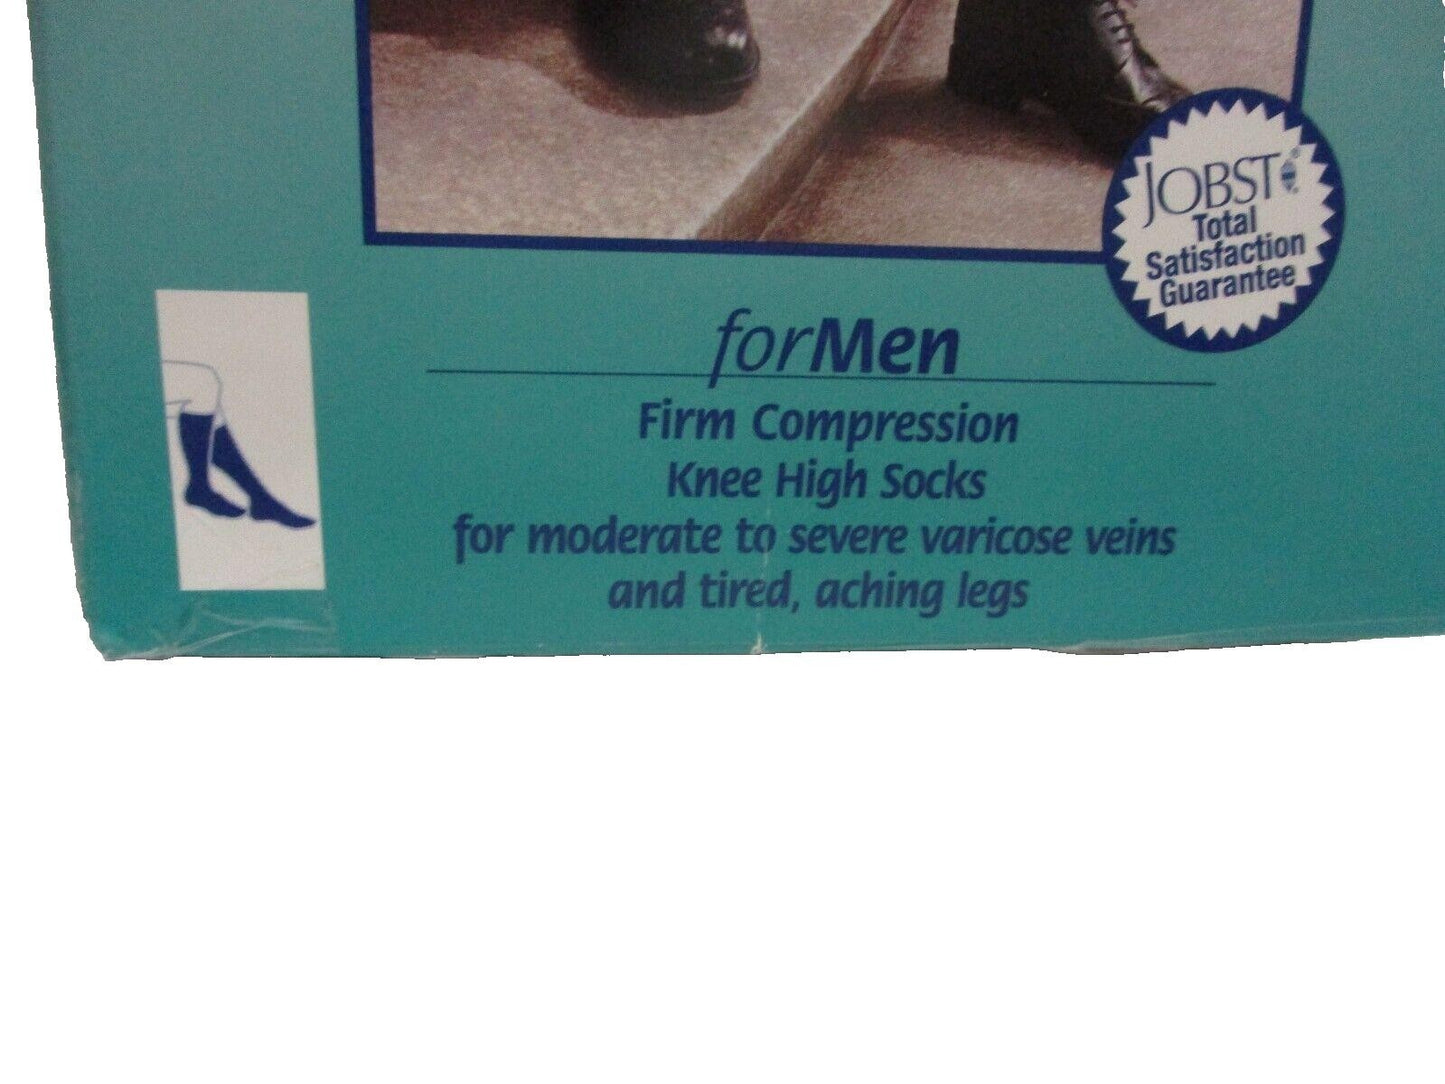 JOBST®
Total
Satisfaction
Guarantee
forMen
Firm Compression
Knee High Socks
for moderate to severe varicose veins
and tired, aching legs